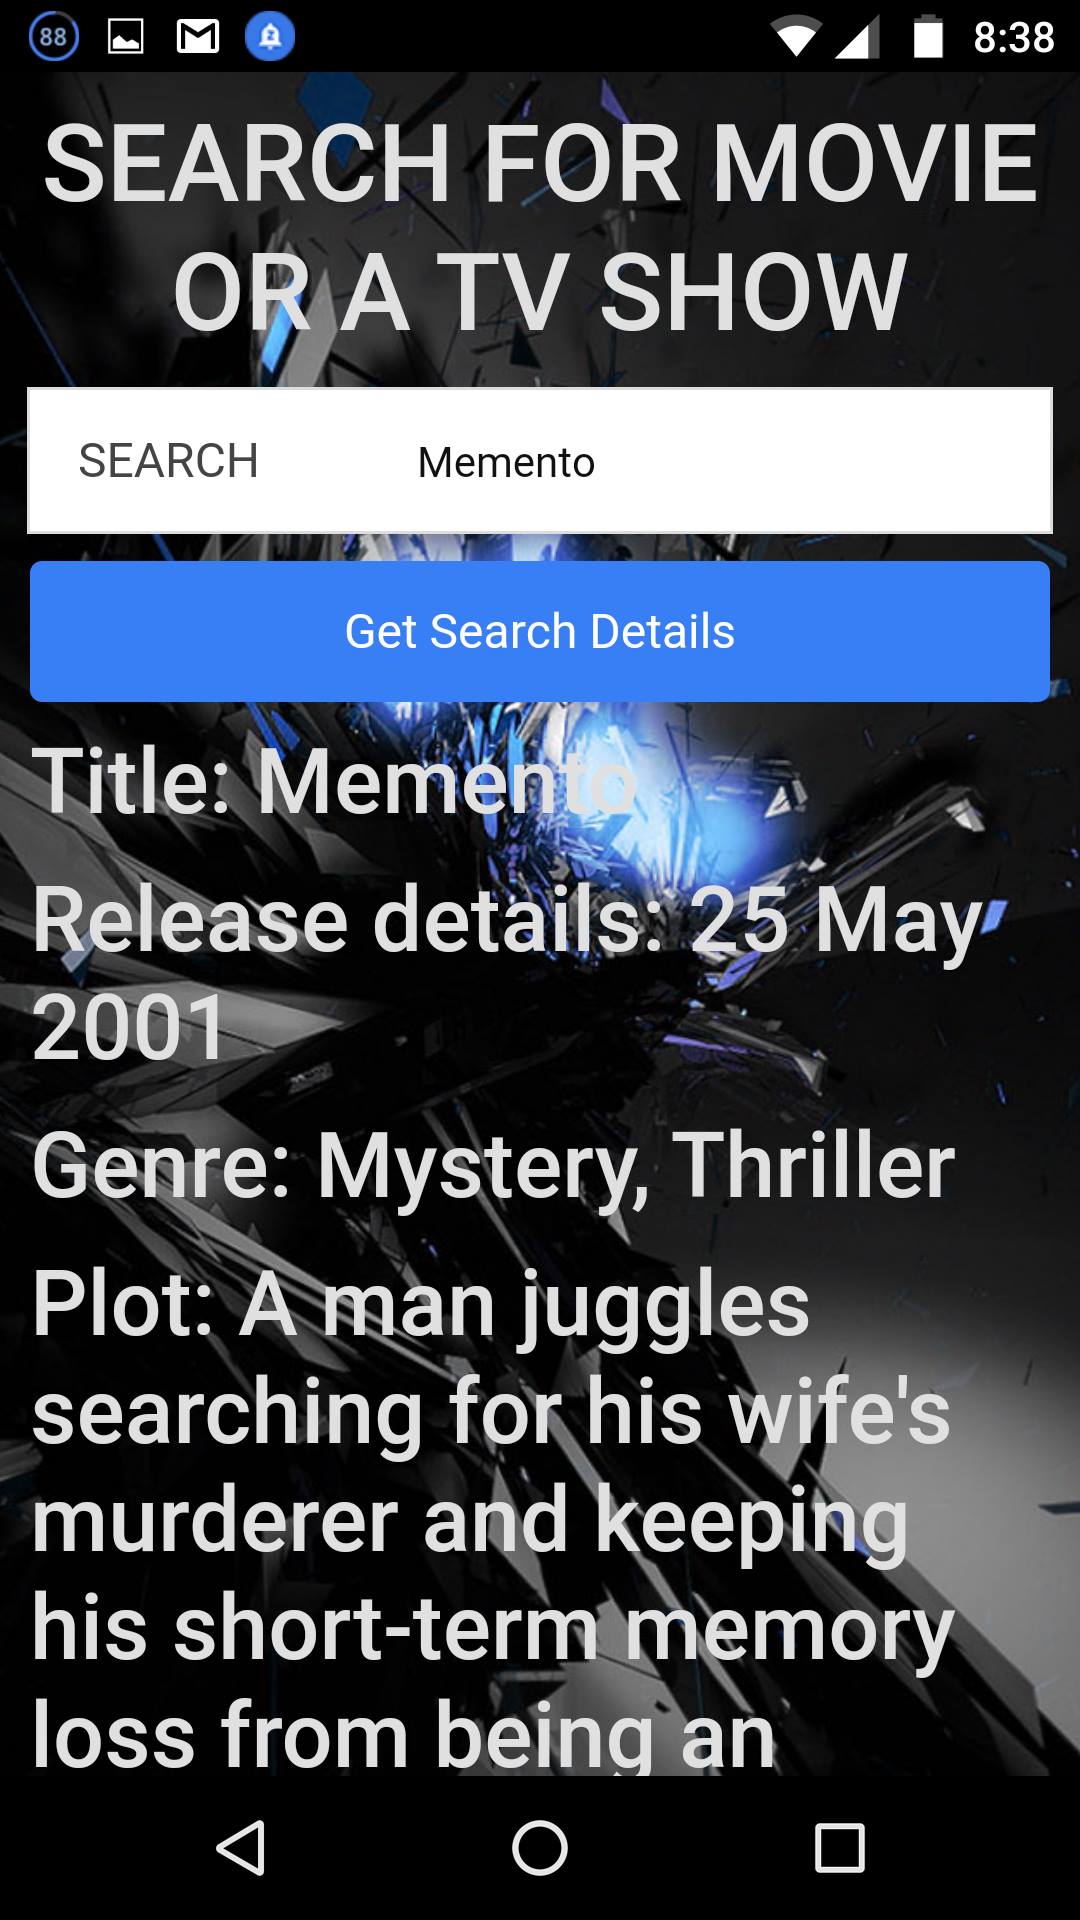 88
8:38
SEARCH FOR MOVIE
OR A TV SHOW
SEARCH Memento
Get Search Details
Title: Memento
Release details: 25 May
2001
Genre: Mystery, Thriller
Plot: A man juggles
searching for his wife's
murderer and keeping
his short-term memory
loss from being an